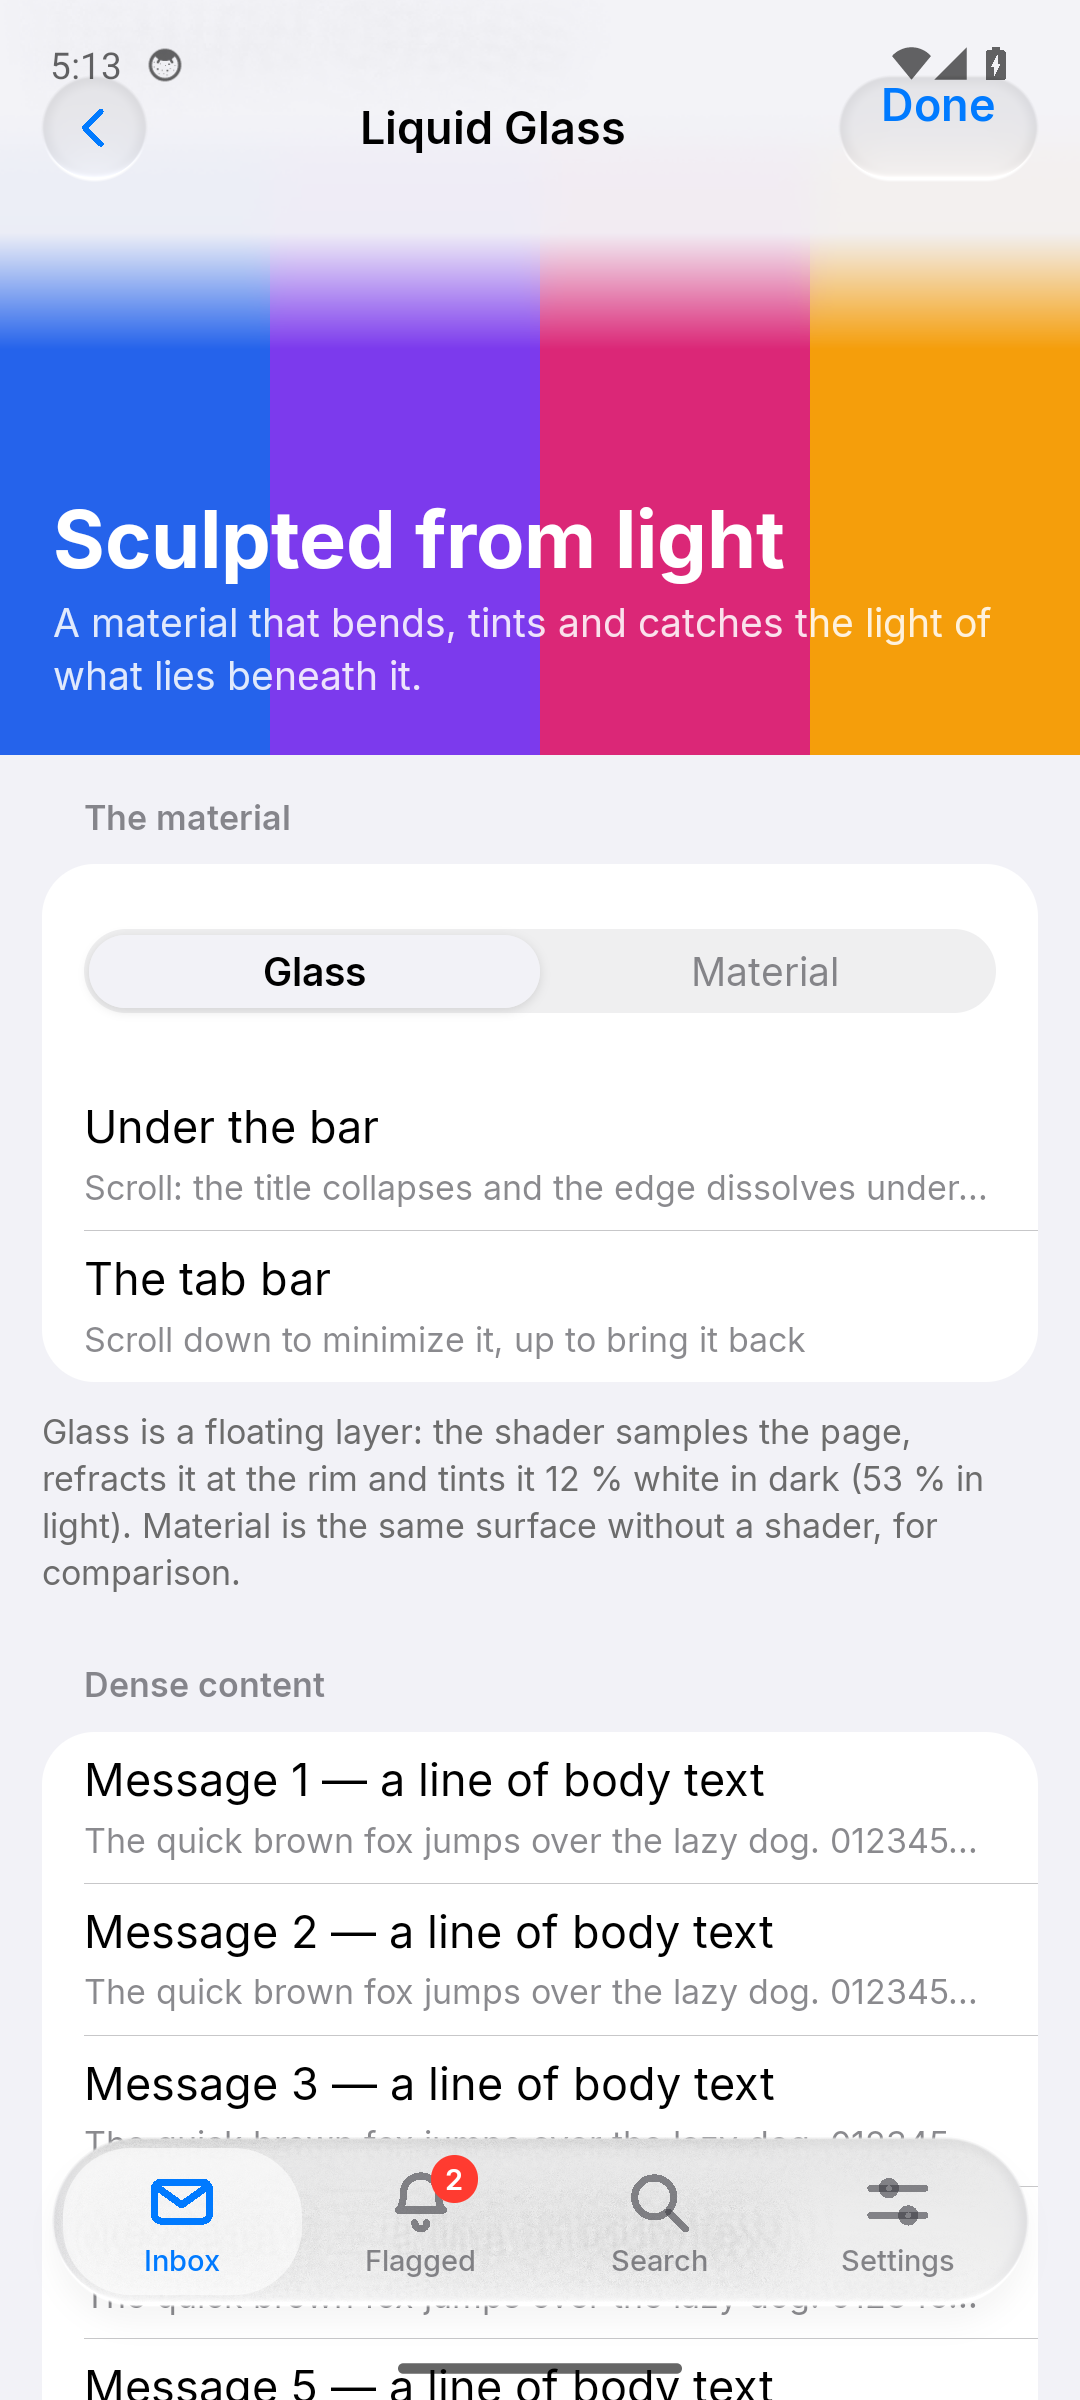 5:13
Liquid Glass
Done
Sculpted from light
A material that bends, tints and catches the light of
what lies beneath it.
The material
Glass
Material
Under the bar
Scroll: the title collapses and the edge dissolves under...
The tab bar
Scroll down to minimize it, up to bring it back
Glass is a floating layer: the shader samples the page,
refracts it at the rim and tints it 12 % white in dark (53 % in
light). Material is the same surface without a shader, for
comparison.
Dense content
Message 1 — a line of body text
The quick brown fox jumps over the lazy dog. 012345...
Message 2 — a line of body text
The quick brown fox jumps over the lazy dog. 012345...
Message 3 — a line of body text
2
Inbox
Flagged
Search
Settings
Message 5 — a line of body text